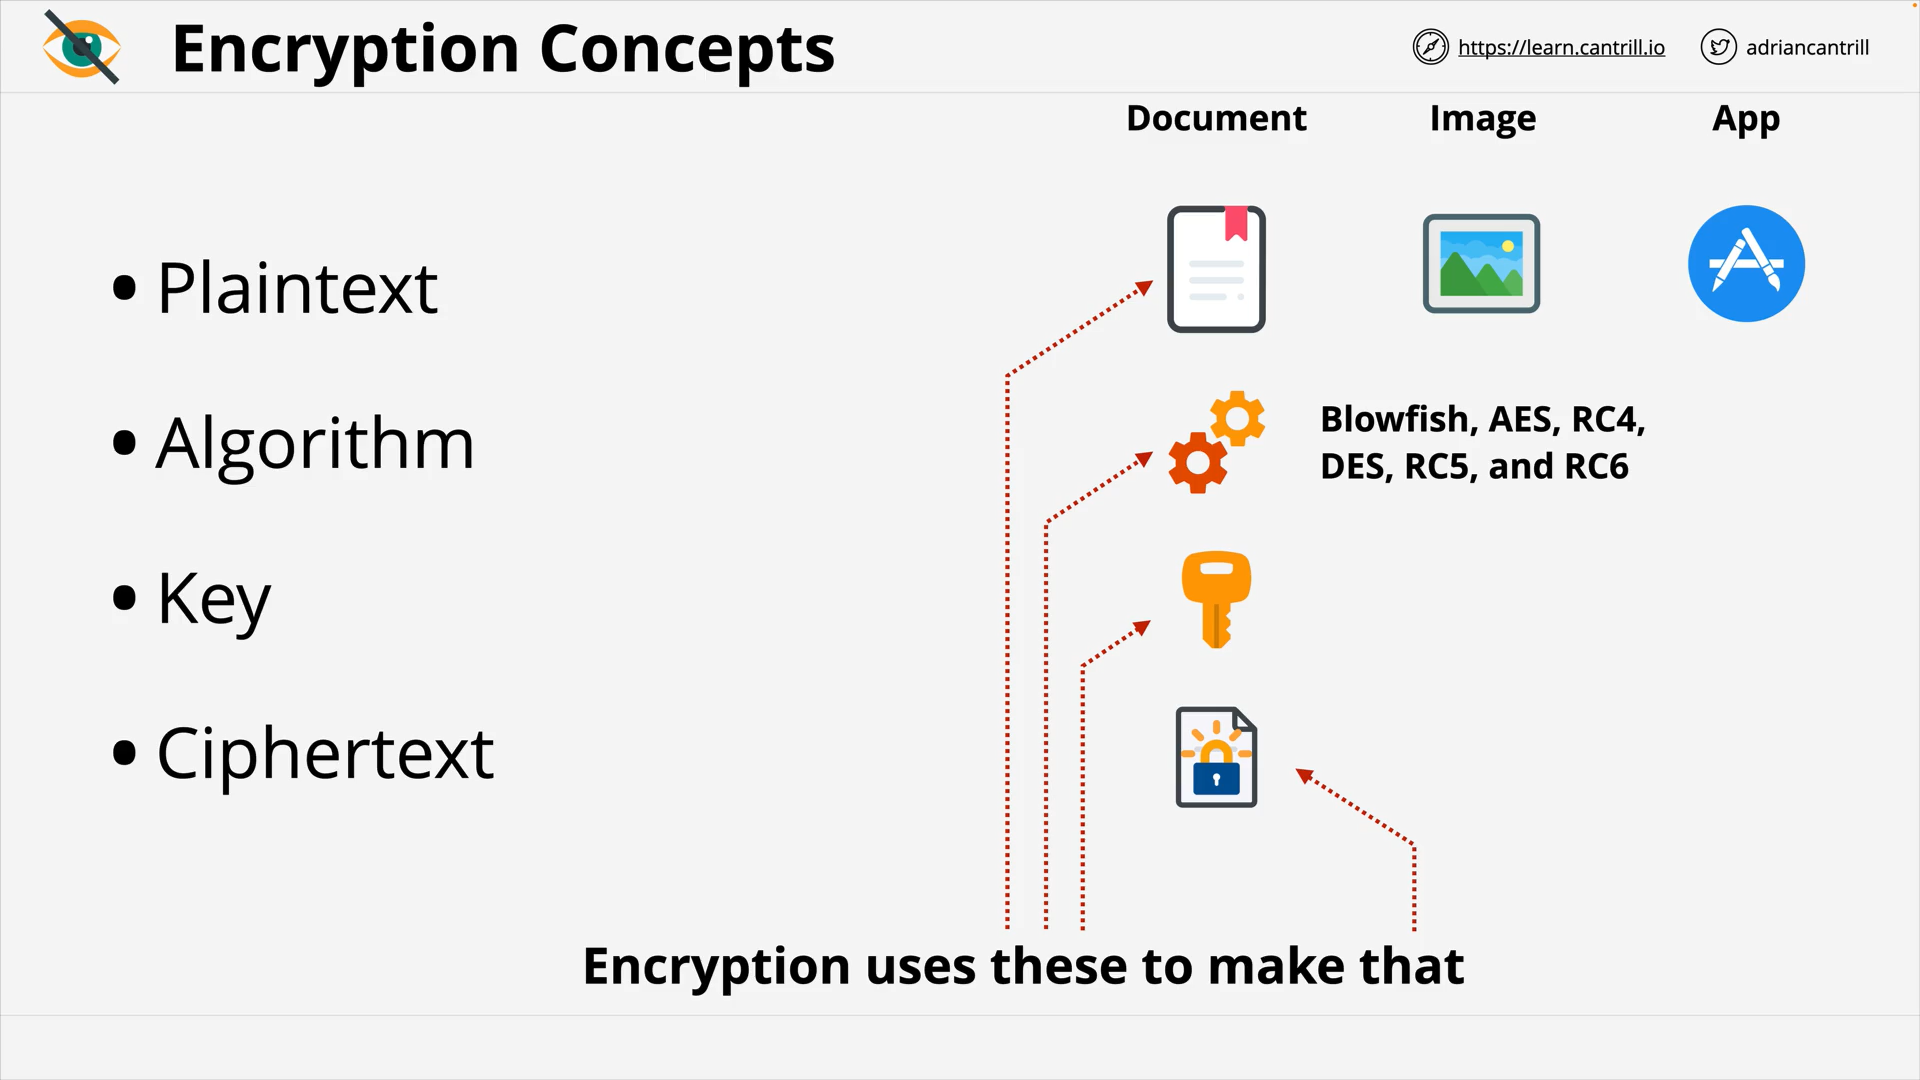 Encryption Concepts
https://learn.cantrill.io
adriancantrill
Document
Image
App
• Plaintext
• Algorithm
Blowfish, AES, RC4,
DES, RC5, and RC6
• Key
• Ciphertext
Encryption uses these to make that